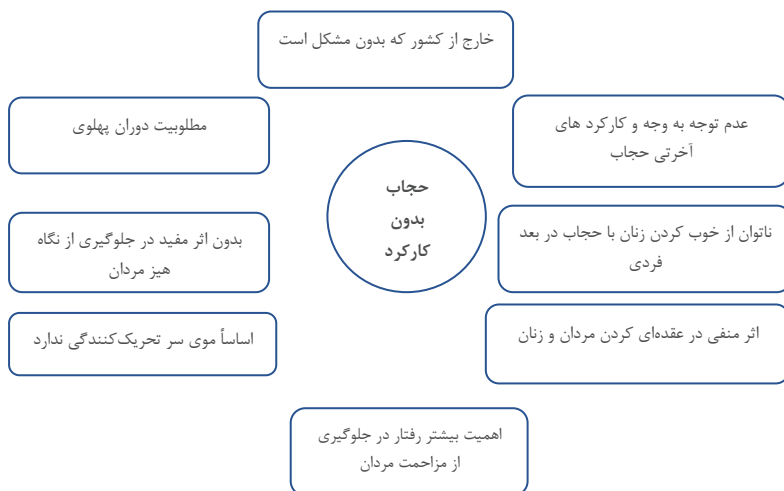 خارج از کشور که بدون مشکل است
عدم توجه به وجه و کارکرد های
آخرتی حجاب
مطلوبیت دوران پهلوی
حجاب
بدون
کارکرد
ناتوان از خوب کردن زنان با حجاب در بعد
فردی
بدون اثر مفید در جلوگیری از نگاه
هیز مردان
اثر منفی در عقده‌ای کردن مردان و زنان
اساساً موی سر تحریک‌کنندگی ندارد
اهمیت بیشتر رفتار در جلوگیری
از مزاحمت مردان